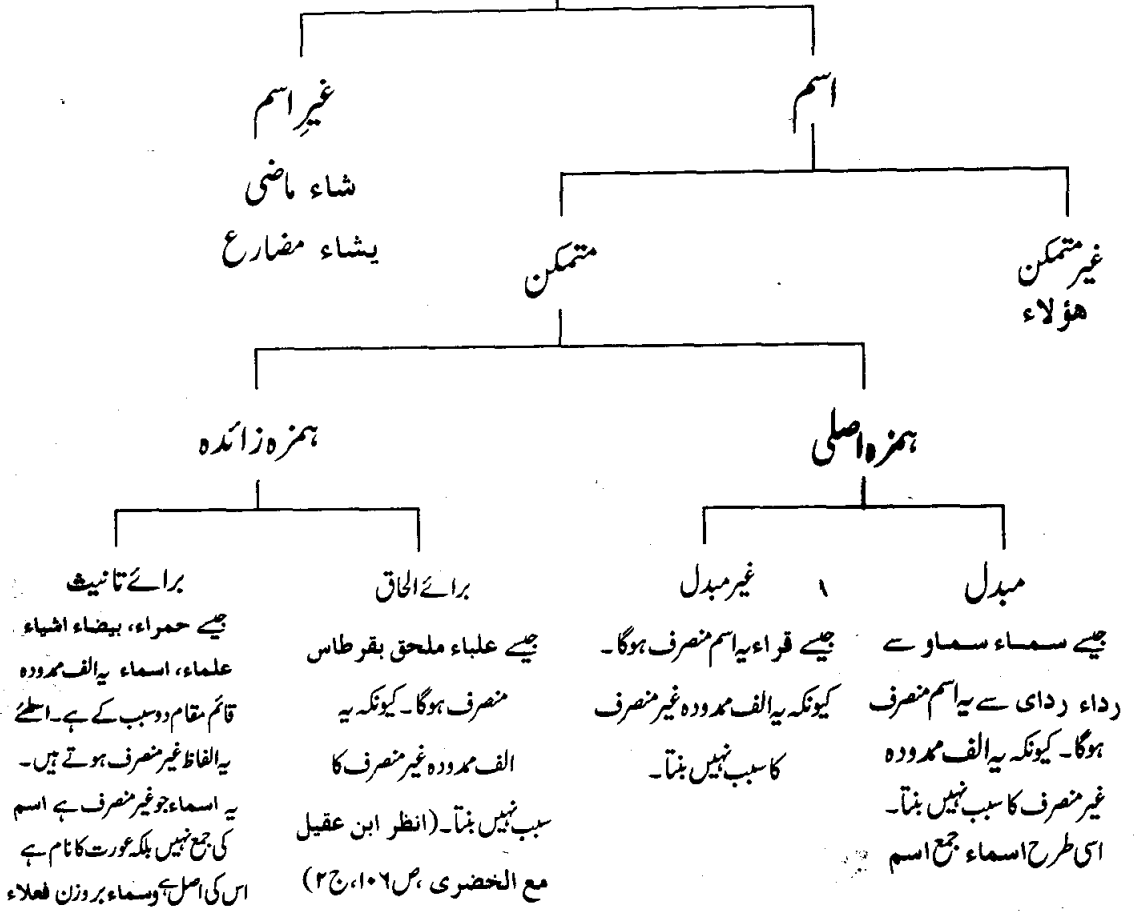 اسم
غیرِ اسم
شاء ماضی
یشاء مضارع
غیر متمکن
هؤلاء
متمکن
ہمزہ اصلی
ہمزہ زائدہ
مبدل
جیسے سماء سماو سے
رداء ردای سے یہ اسم منصرف
ہوگا۔ کیونکہ یہ الف ممدودہ
غیر منصرف کا سبب نہیں بنتا۔
اسی طرح اسماء جمع اسم
غیر مبدل
جیسے قراء یہ اسم منصرف ہوگا۔
کیونکہ یہ الف ممدودہ غیر منصرف
کا سبب نہیں بنتا۔
برائے الحاق
جیسے علباء ملحق بقرطاس
منصرف ہوگا۔ کیونکہ یہ
الف ممدودہ غیر منصرف کا
سبب نہیں بنتا۔ (انظر ابن عقیل
مع الخضری ،ص۱۰۶، ج۲)
برائے تانیث
جیسے حمراء، بیضاء اشیاء
علماء، اسماء یہ الف ممدودہ
قائم مقام دو سبب کے ہے۔ اسلئے
یہ الفاظ غیر منصرف ہوتے ہیں۔
یہ اسماء جو غیر منصرف ہے اسم
کی جمع نہیں بلکہ عورت کا نام ہے
اس کی اصل ہے وسماء بروزن فعلاء